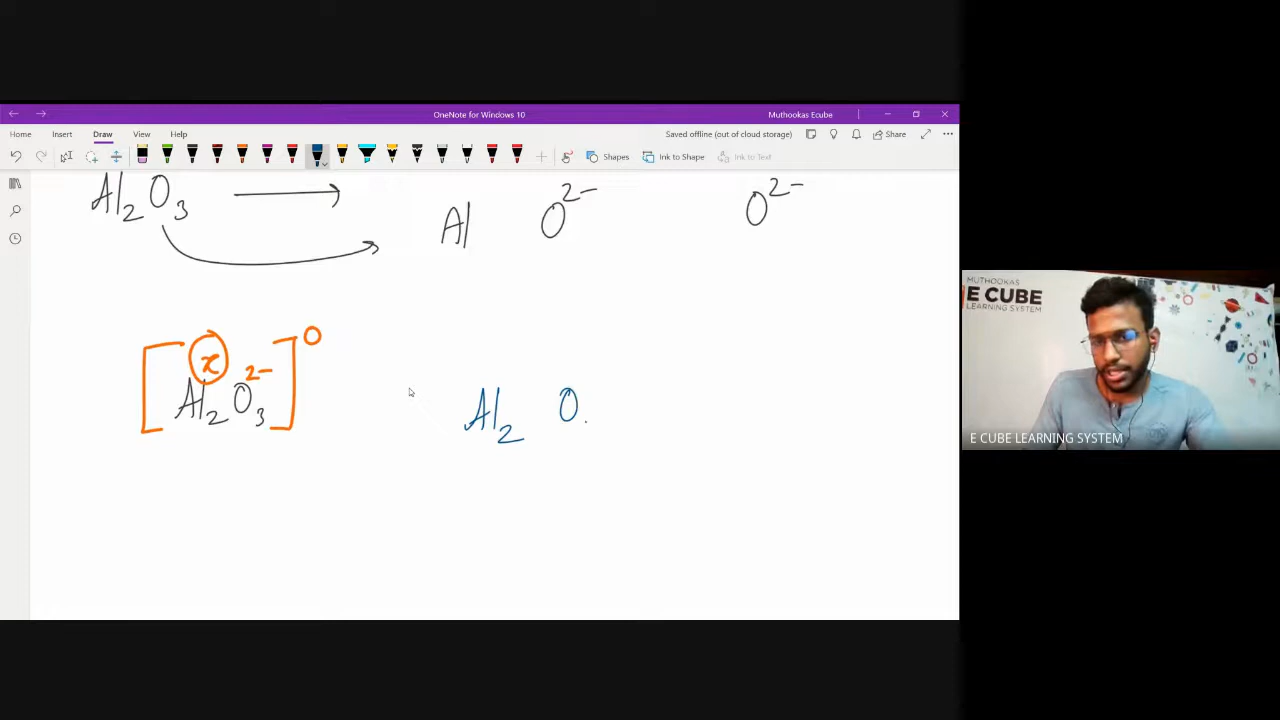 OneNote for Windows 10
Muthookas Ecube
Home Insert Draw View Help
Saved offline (out of cloud storage)
Share
Shapes
Ink to Shape
Ink to Text
Al₂O₃ ⟶ Al O²⁻ O²⁻
[Al₂ˣ O₃²⁻]⁰
Al₂ O
MUTHOOKAS
E CUBE
LEARNING SYSTEM
E CUBE LEARNING SYSTEM